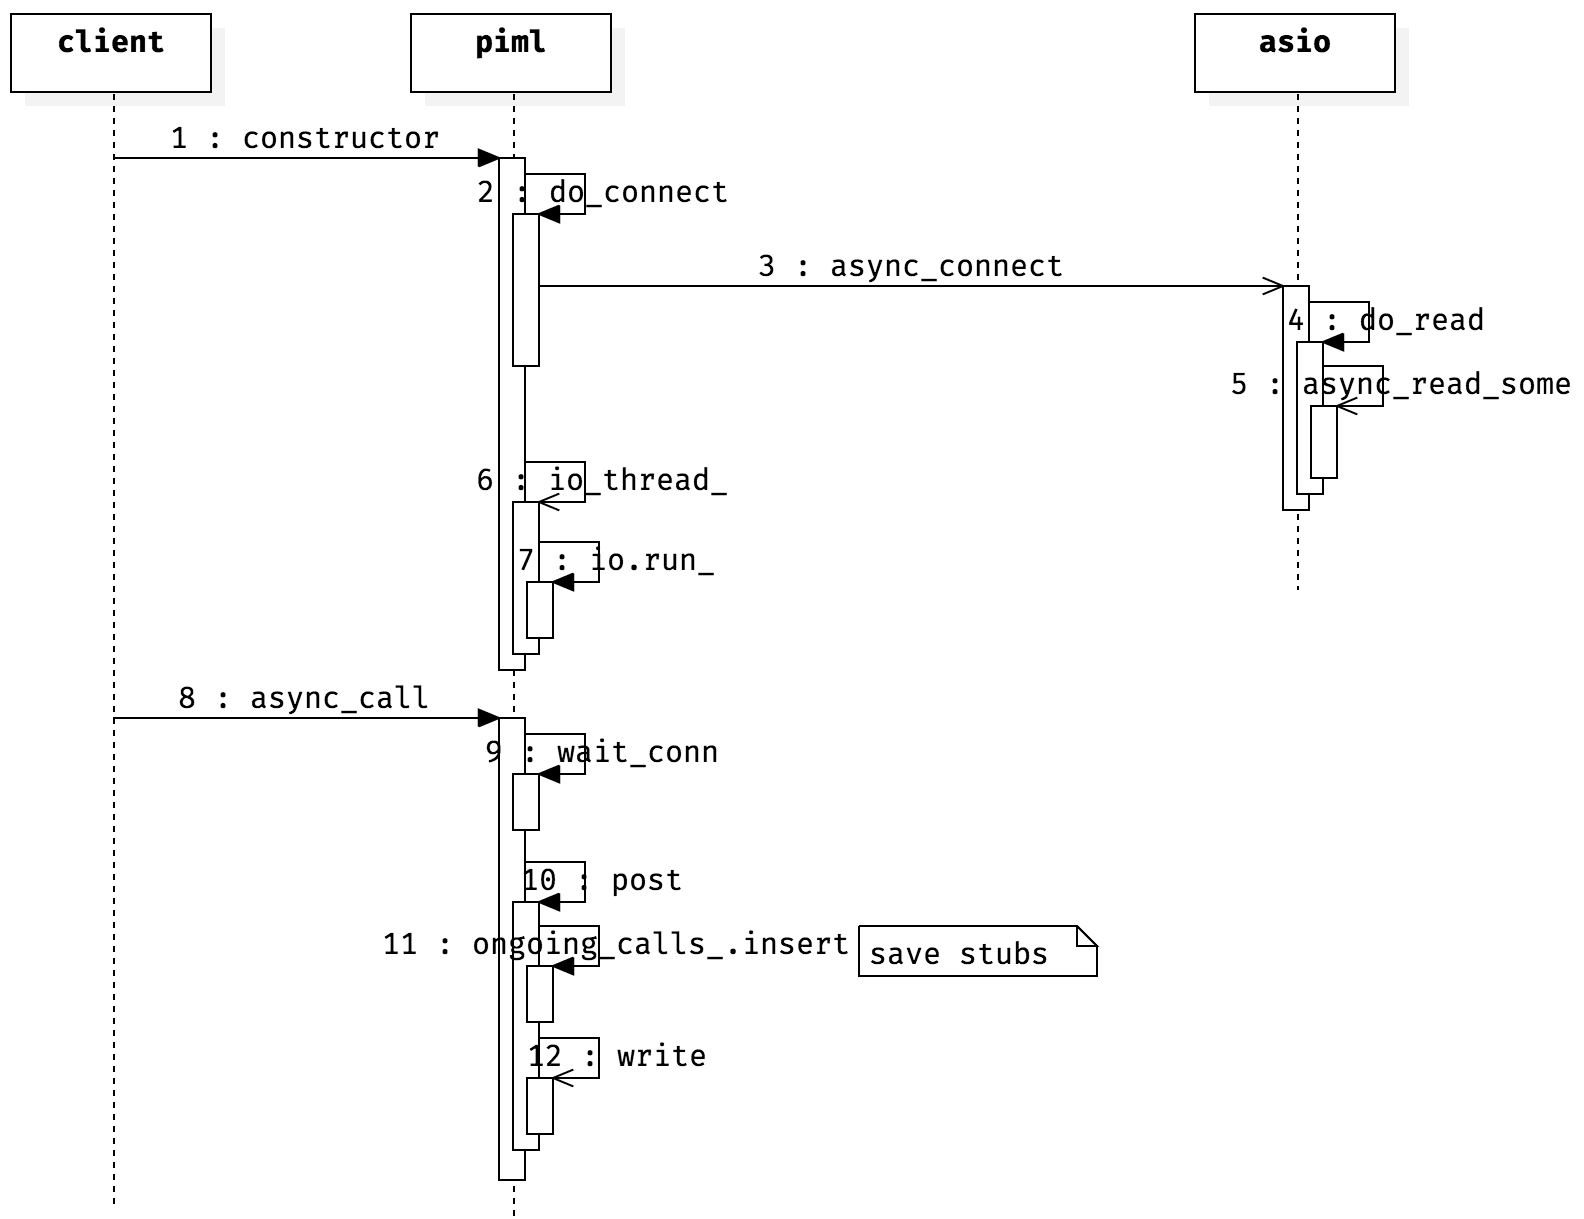 client
piml
asio
1 : constructor
2 : do_connect
3 : async_connect
4 : do_read
5 : async_read_some
6 : io_thread_
7 : io.run_
8 : async_call
9 : wait_conn
10 : post
11 : ongoing_calls_.insert
save stubs
12 : write